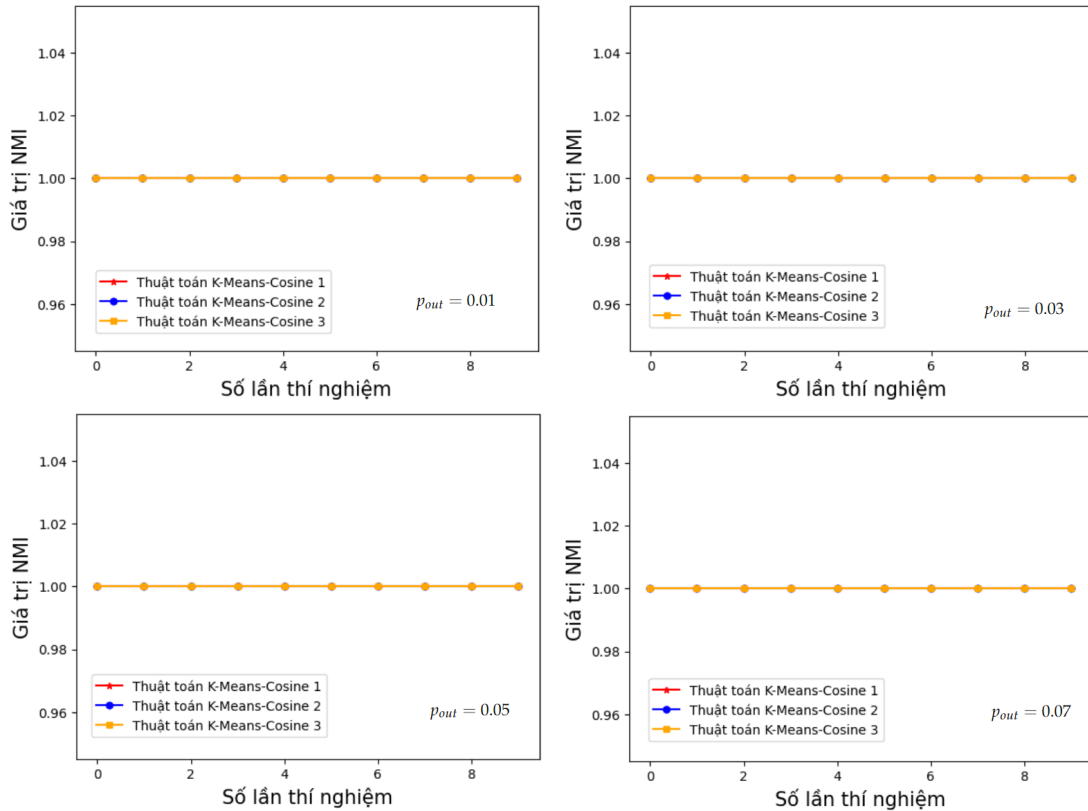 1.04
1.02
1.00
0.98
0.96
Giá trị NMI
Thuật toán K-Means-Cosine 1
Thuật toán K-Means-Cosine 2
Thuật toán K-Means-Cosine 3
p_out = 0.01
0 2 4 6 8
Số lần thí nghiệm
1.04
1.02
1.00
0.98
0.96
Giá trị NMI
Thuật toán K-Means-Cosine 1
Thuật toán K-Means-Cosine 2
Thuật toán K-Means-Cosine 3
p_out = 0.03
0 2 4 6 8
Số lần thí nghiệm
1.04
1.02
1.00
0.98
0.96
Giá trị NMI
Thuật toán K-Means-Cosine 1
Thuật toán K-Means-Cosine 2
Thuật toán K-Means-Cosine 3
p_out = 0.05
0 2 4 6 8
Số lần thí nghiệm
1.04
1.02
1.00
0.98
0.96
Giá trị NMI
Thuật toán K-Means-Cosine 1
Thuật toán K-Means-Cosine 2
Thuật toán K-Means-Cosine 3
p_out = 0.07
0 2 4 6 8
Số lần thí nghiệm